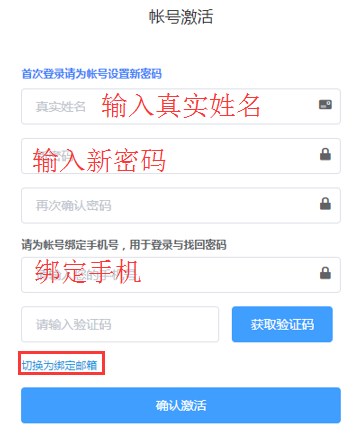 帐号激活
首次登录请为帐号设置新密码
真实姓名 输入真实姓名
输入新密码
再次确认密码
请为帐号绑定手机号，用于登录与找回密码
绑定手机
请输入验证码 获取验证码
切换为绑定邮箱
确认激活